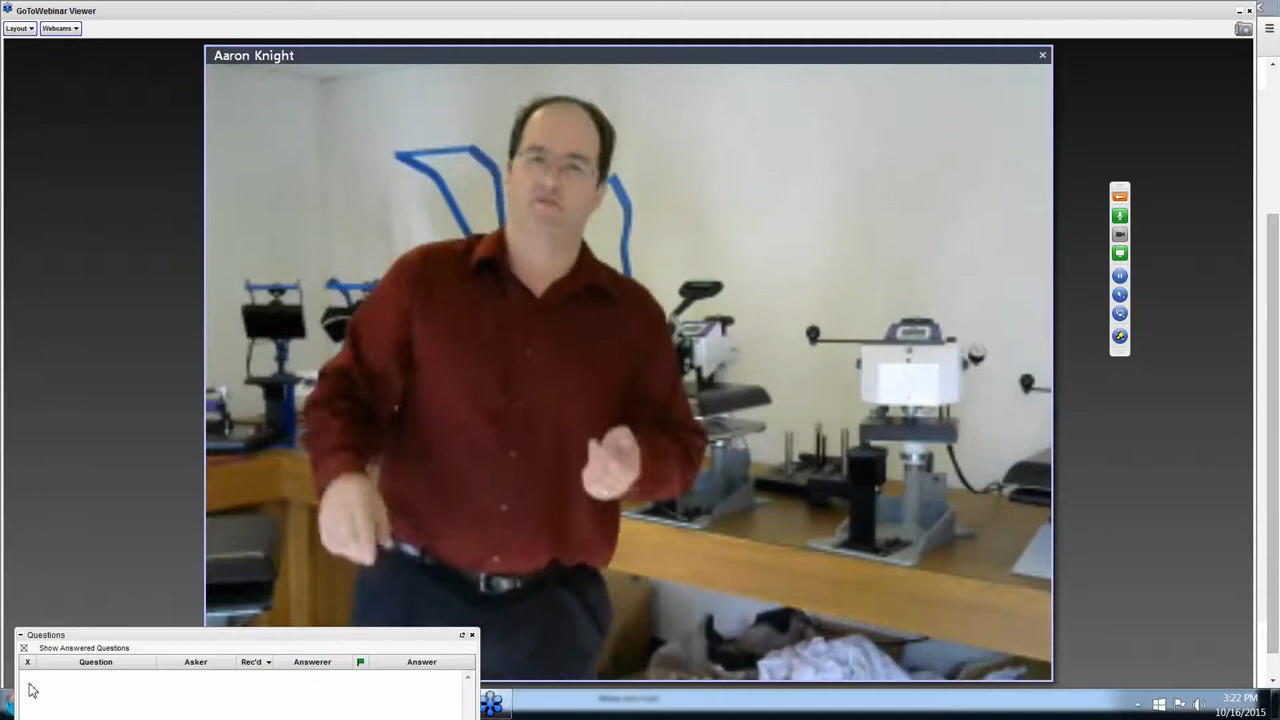 GoToWebinar Viewer
Layout
Webcams
Aaron Knight
Questions
Show Answered Questions
X Question Asker Rec'd Answerer Answer
3:22 PM
10/16/2015